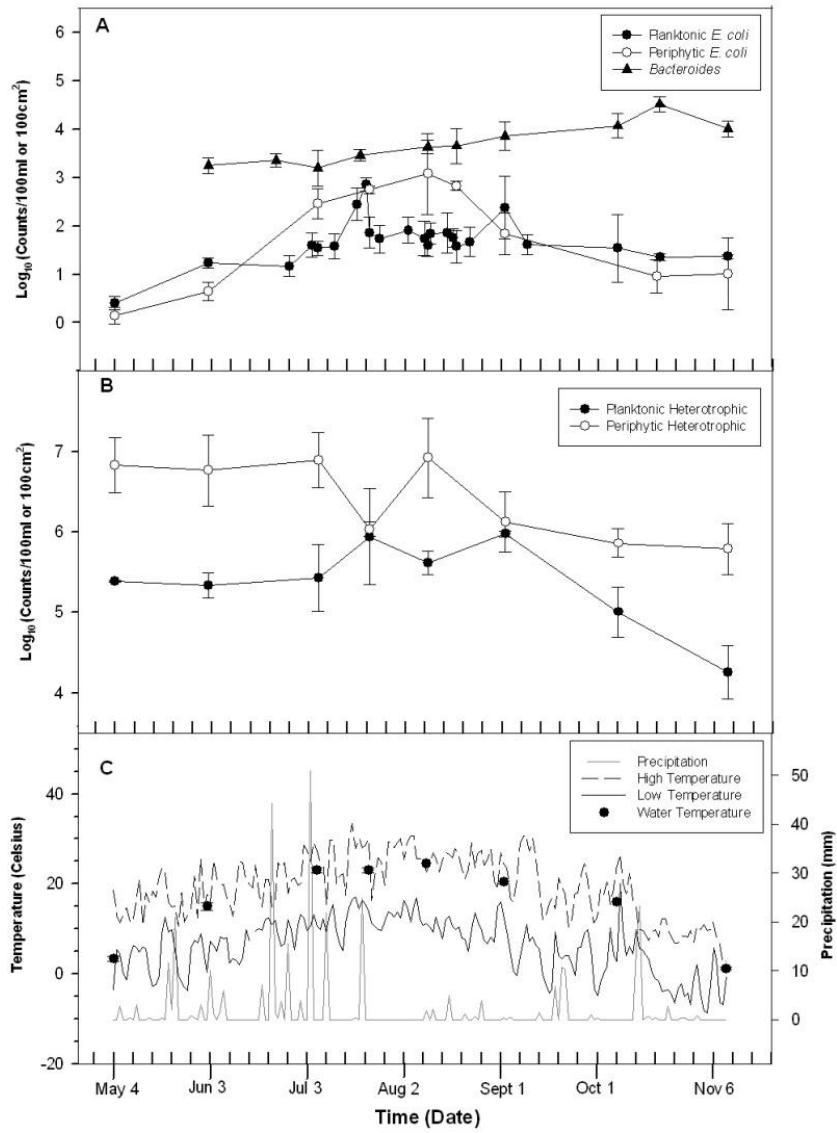 A
Planktonic E. coli
Periphytic E. coli
Bacteroides
6
5
4
3
2
1
0
Log10 (Counts/100ml or 100cm2)
B
Planktonic Heterotrophic
Periphytic Heterotrophic
7
6
5
4
Log10 (Counts/100ml or 100cm2)
C
Precipitation
High Temperature
Low Temperature
Water Temperature
40
20
0
-20
Temperature (Celsius)
50
40
30
20
10
0
Precipitation (mm)
May 4 Jun 3 Jul 3 Aug 2 Sept 1 Oct 1 Nov 6
Time (Date)